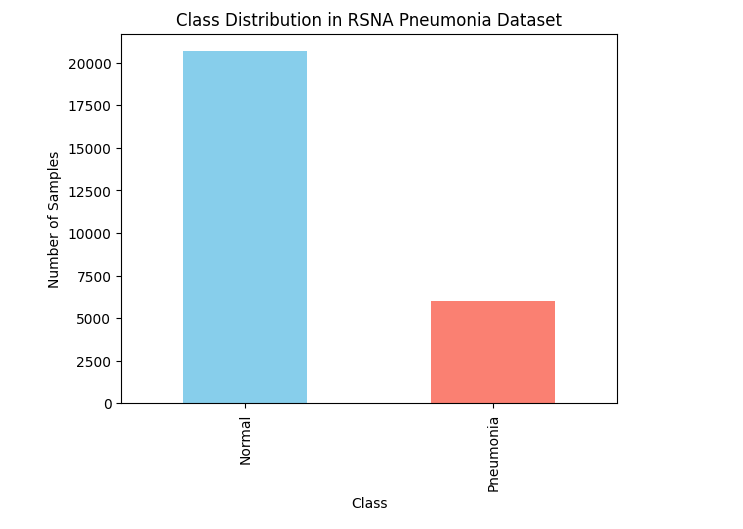 Class Distribution in RSNA Pneumonia Dataset
Number of Samples
20000
17500
15000
12500
10000
7500
5000
2500
0
Normal
Pneumonia
Class